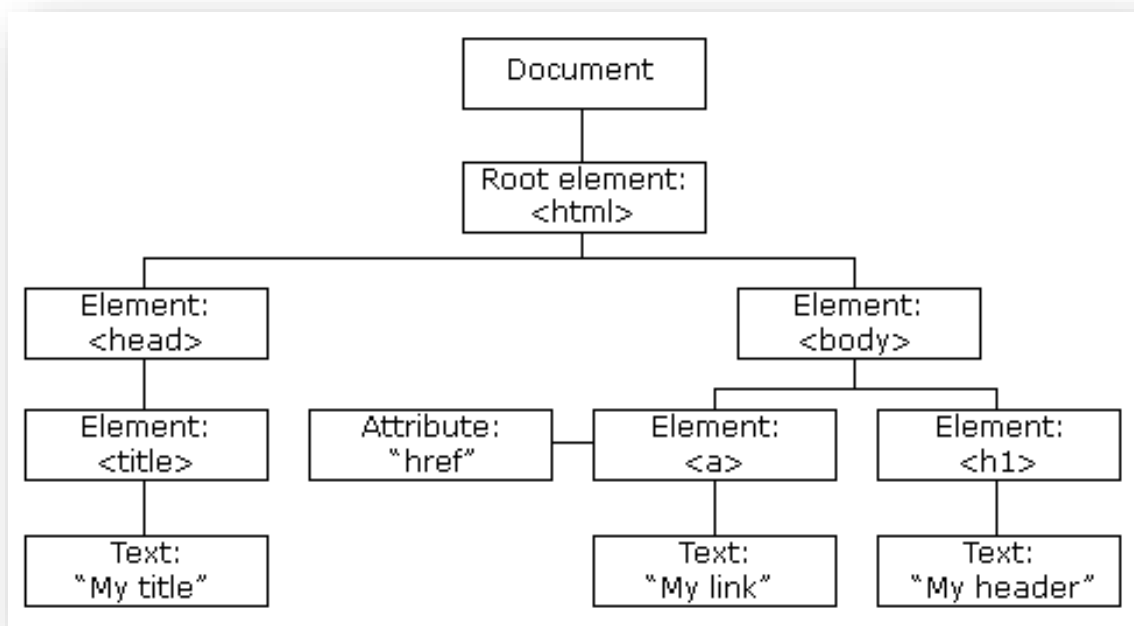 Document
Root element:
<html>
Element:
<head>
Element:
<body>
Element:
<title>
Attribute:
“href”
Element:
<a>
Element:
<h1>
Text:
“My title”
Text:
“My link”
Text:
“My header”